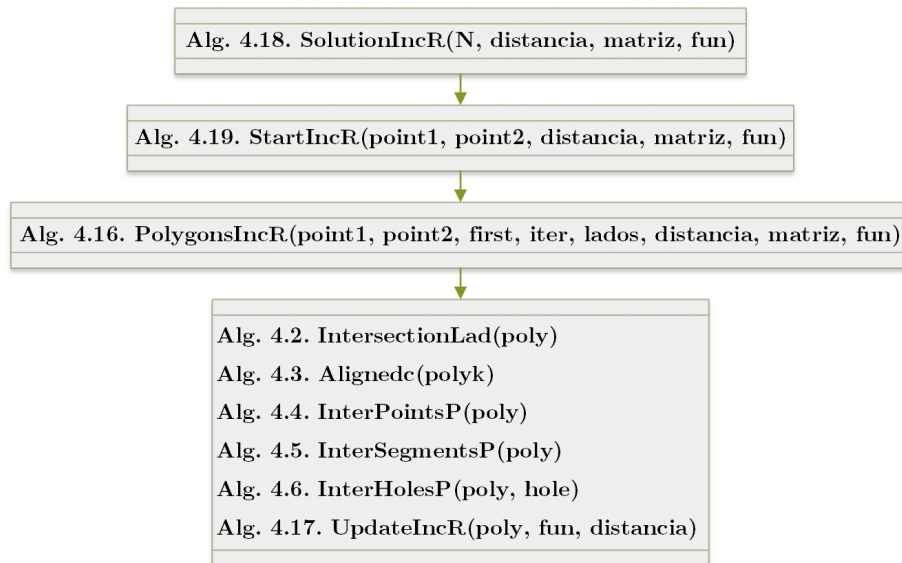 Alg. 4.18. SolutionIncR(N, distancia, matriz, fun)
Alg. 4.19. StartIncR(point1, point2, distancia, matriz, fun)
Alg. 4.16. PolygonsIncR(point1, point2, first, iter, lados, distancia, matriz, fun)
Alg. 4.2. IntersectionLad(poly)
Alg. 4.3. Alignedc(polyk)
Alg. 4.4. InterPointsP(poly)
Alg. 4.5. InterSegmentsP(poly)
Alg. 4.6. InterHolesP(poly, hole)
Alg. 4.17. UpdateIncR(poly, fun, distancia)